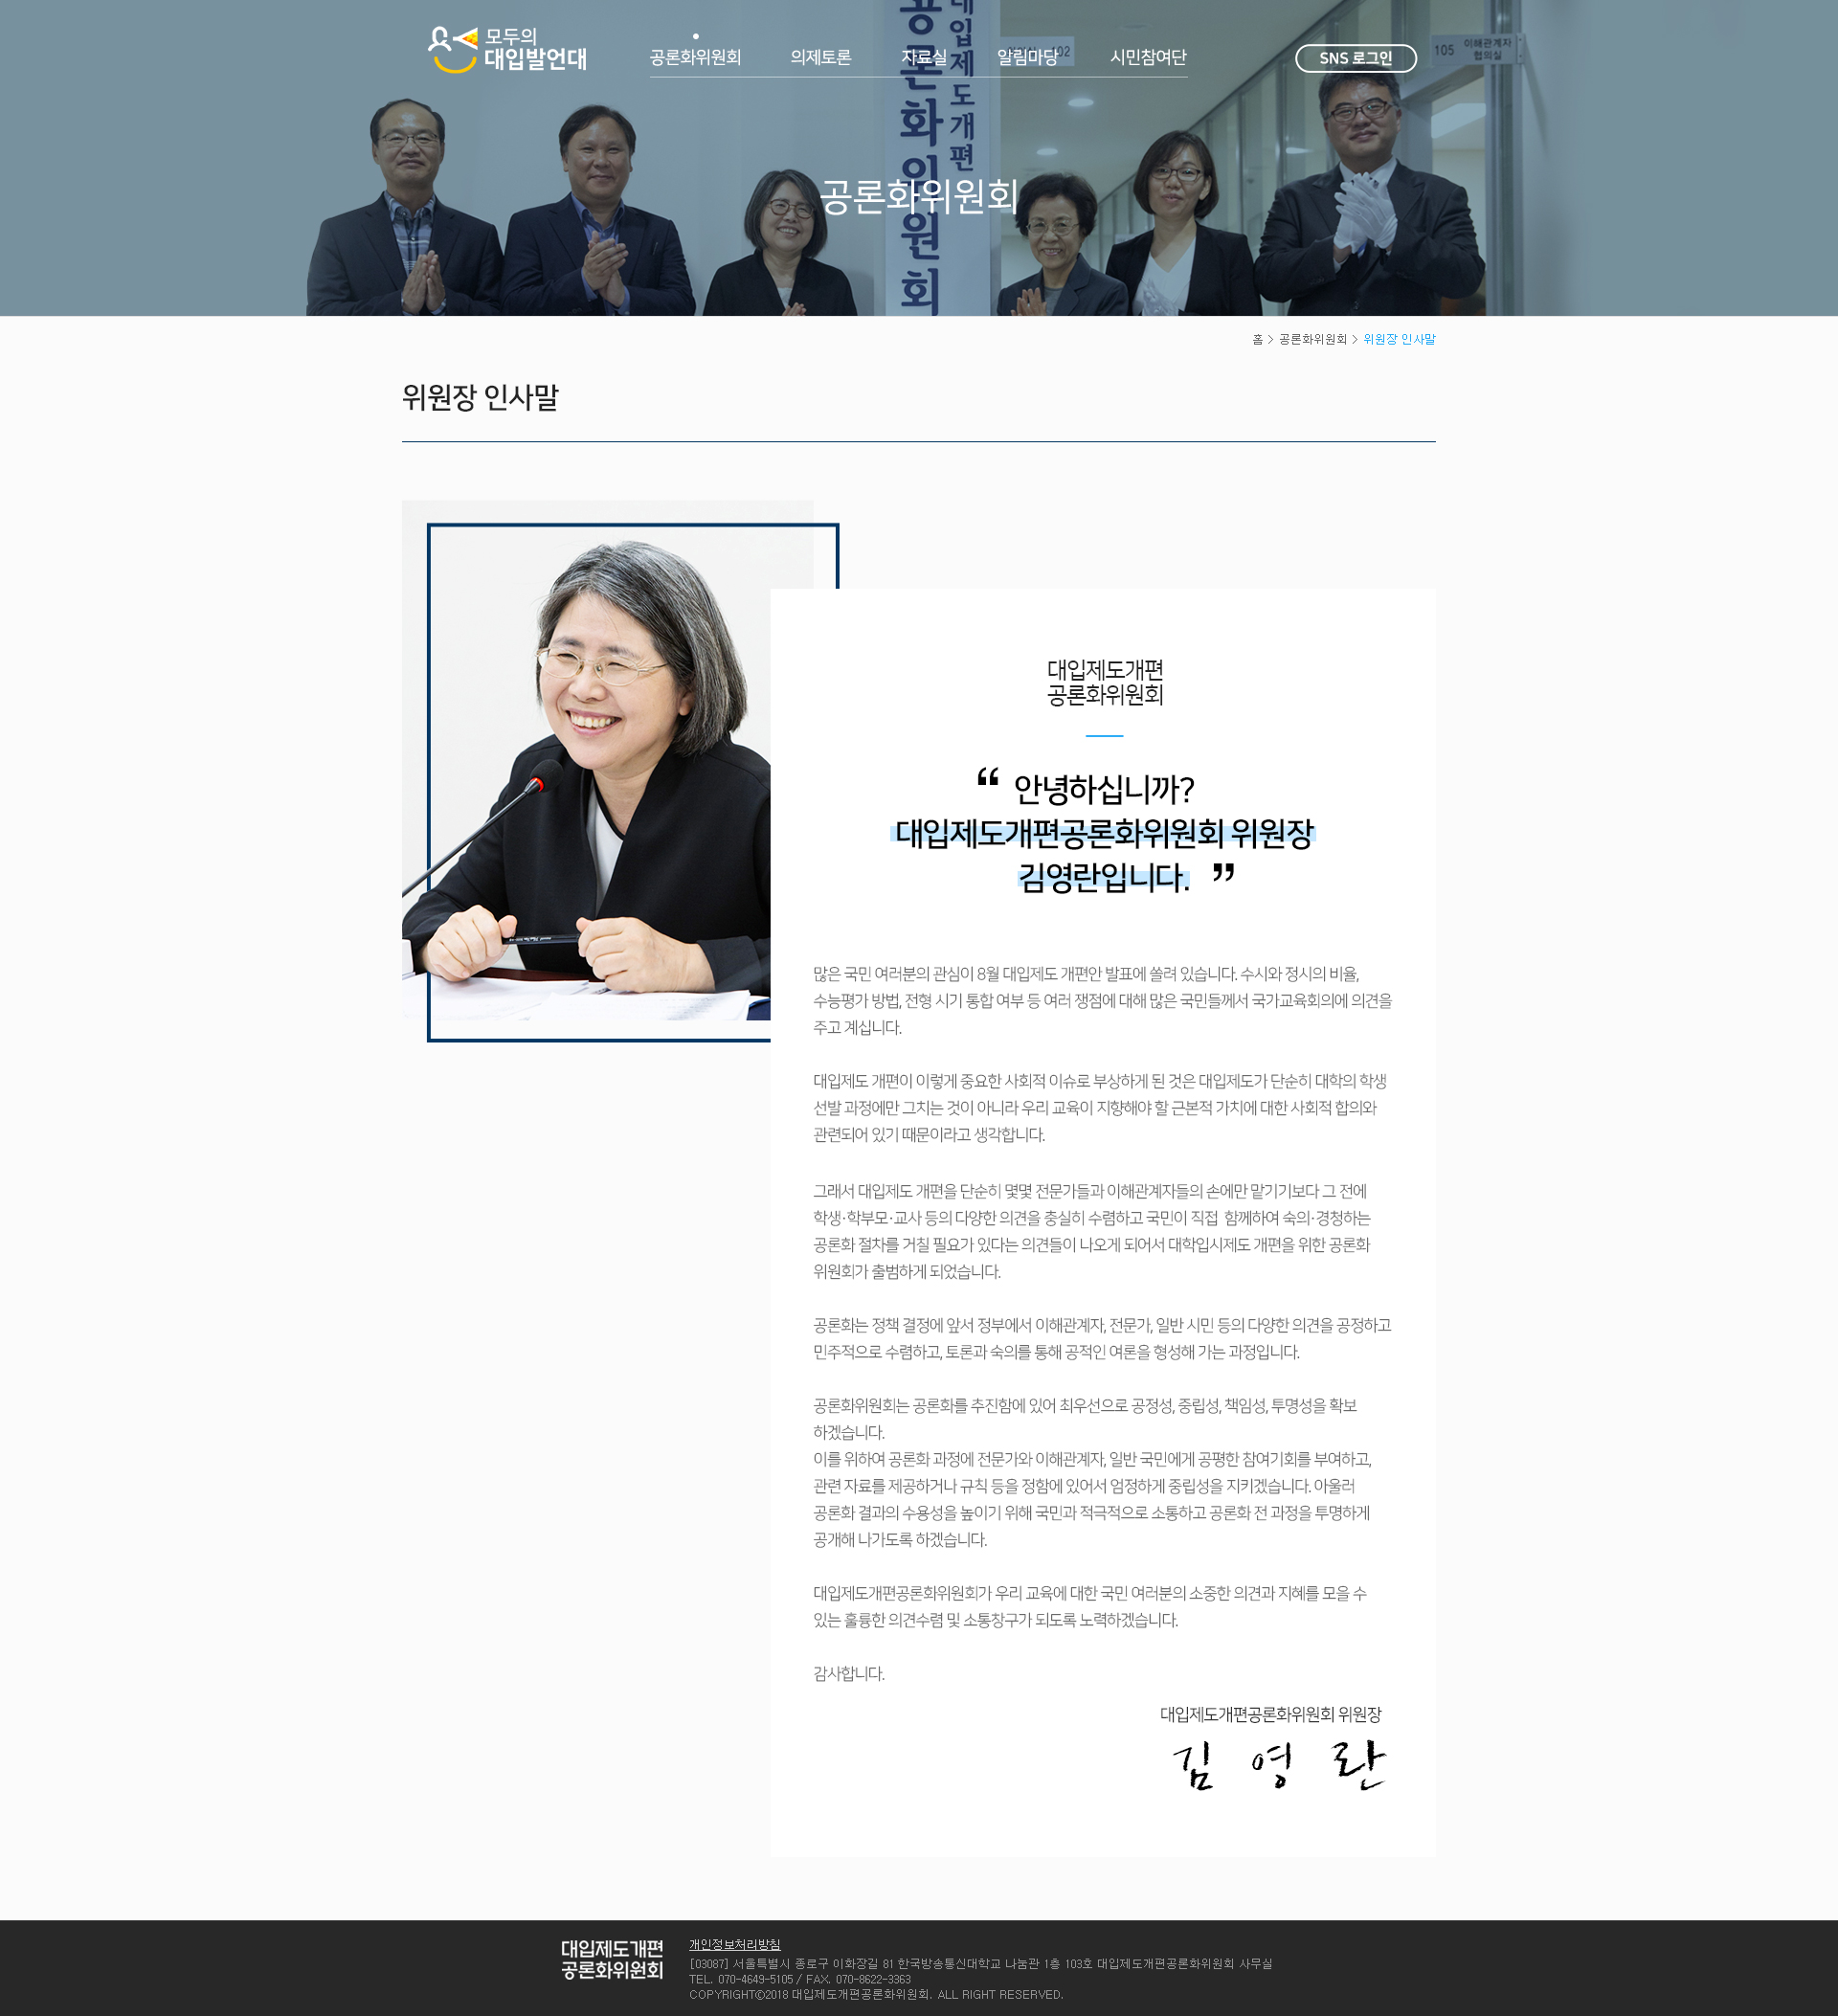 모두의
대입발언대
공론화위원회 의제토론 자료실 알림마당 시민참여단
SNS 로그인
대입제도개편
공론화위원회
102
105 이해관계자
협의실
공론화위원회
홈 > 공론화위원회 > 위원장 인사말
위원장 인사말
대입제도개편
공론화위원회
“ 안녕하십니까?
대입제도개편공론화위원회 위원장
김영란입니다. ”
많은 국민 여러분의 관심이 8월 대입제도 개편안 발표에 쏠려 있습니다. 수시와 정시의 비율,
수능평가 방법, 전형 시기 통합 여부 등 여러 쟁점에 대해 많은 국민들께서 국가교육회의에 의견을
주고 계십니다.
대입제도 개편이 이렇게 중요한 사회적 이슈로 부상하게 된 것은 대입제도가 단순히 대학의 학생
선발 과정에만 그치는 것이 아니라 우리 교육이 지향해야 할 근본적 가치에 대한 사회적 합의와
관련되어 있기 때문이라고 생각합니다.
그래서 대입제도 개편을 단순히 몇몇 전문가들과 이해관계자들의 손에만 맡기기보다 그 전에
학생·학부모·교사 등의 다양한 의견을 충실히 수렴하고 국민이 직접 함께하여 숙의·경청하는
공론화 절차를 거칠 필요가 있다는 의견들이 나오게 되어서 대학입시제도 개편을 위한 공론화
위원회가 출범하게 되었습니다.
공론화는 정책 결정에 앞서 정부에서 이해관계자, 전문가, 일반 시민 등의 다양한 의견을 공정하고
민주적으로 수렴하고, 토론과 숙의를 통해 공적인 여론을 형성해 가는 과정입니다.
공론화위원회는 공론화를 추진함에 있어 최우선으로 공정성, 중립성, 책임성, 투명성을 확보
하겠습니다.
이를 위하여 공론화 과정에 전문가와 이해관계자, 일반 국민에게 공평한 참여기회를 부여하고,
관련 자료를 제공하거나 규칙 등을 정함에 있어서 엄정하게 중립성을 지키겠습니다. 아울러
공론화 결과의 수용성을 높이기 위해 국민과 적극적으로 소통하고 공론화 전 과정을 투명하게
공개해 나가도록 하겠습니다.
대입제도개편공론화위원회가 우리 교육에 대한 국민 여러분의 소중한 의견과 지혜를 모을 수
있는 훌륭한 의견수렴 및 소통창구가 되도록 노력하겠습니다.
감사합니다.
대입제도개편공론화위원회 위원장
김 영 란
대입제도개편
공론화위원회
개인정보처리방침
[03087] 서울특별시 종로구 이화장길 81 한국방송통신대학교 나눔관 1층 103호 대입제도개편공론화위원회 사무실
TEL. 070-4649-5105 / FAX. 070-8622-3363
COPYRIGHT©2018 대입제도개편공론화위원회. ALL RIGHT RESERVED.